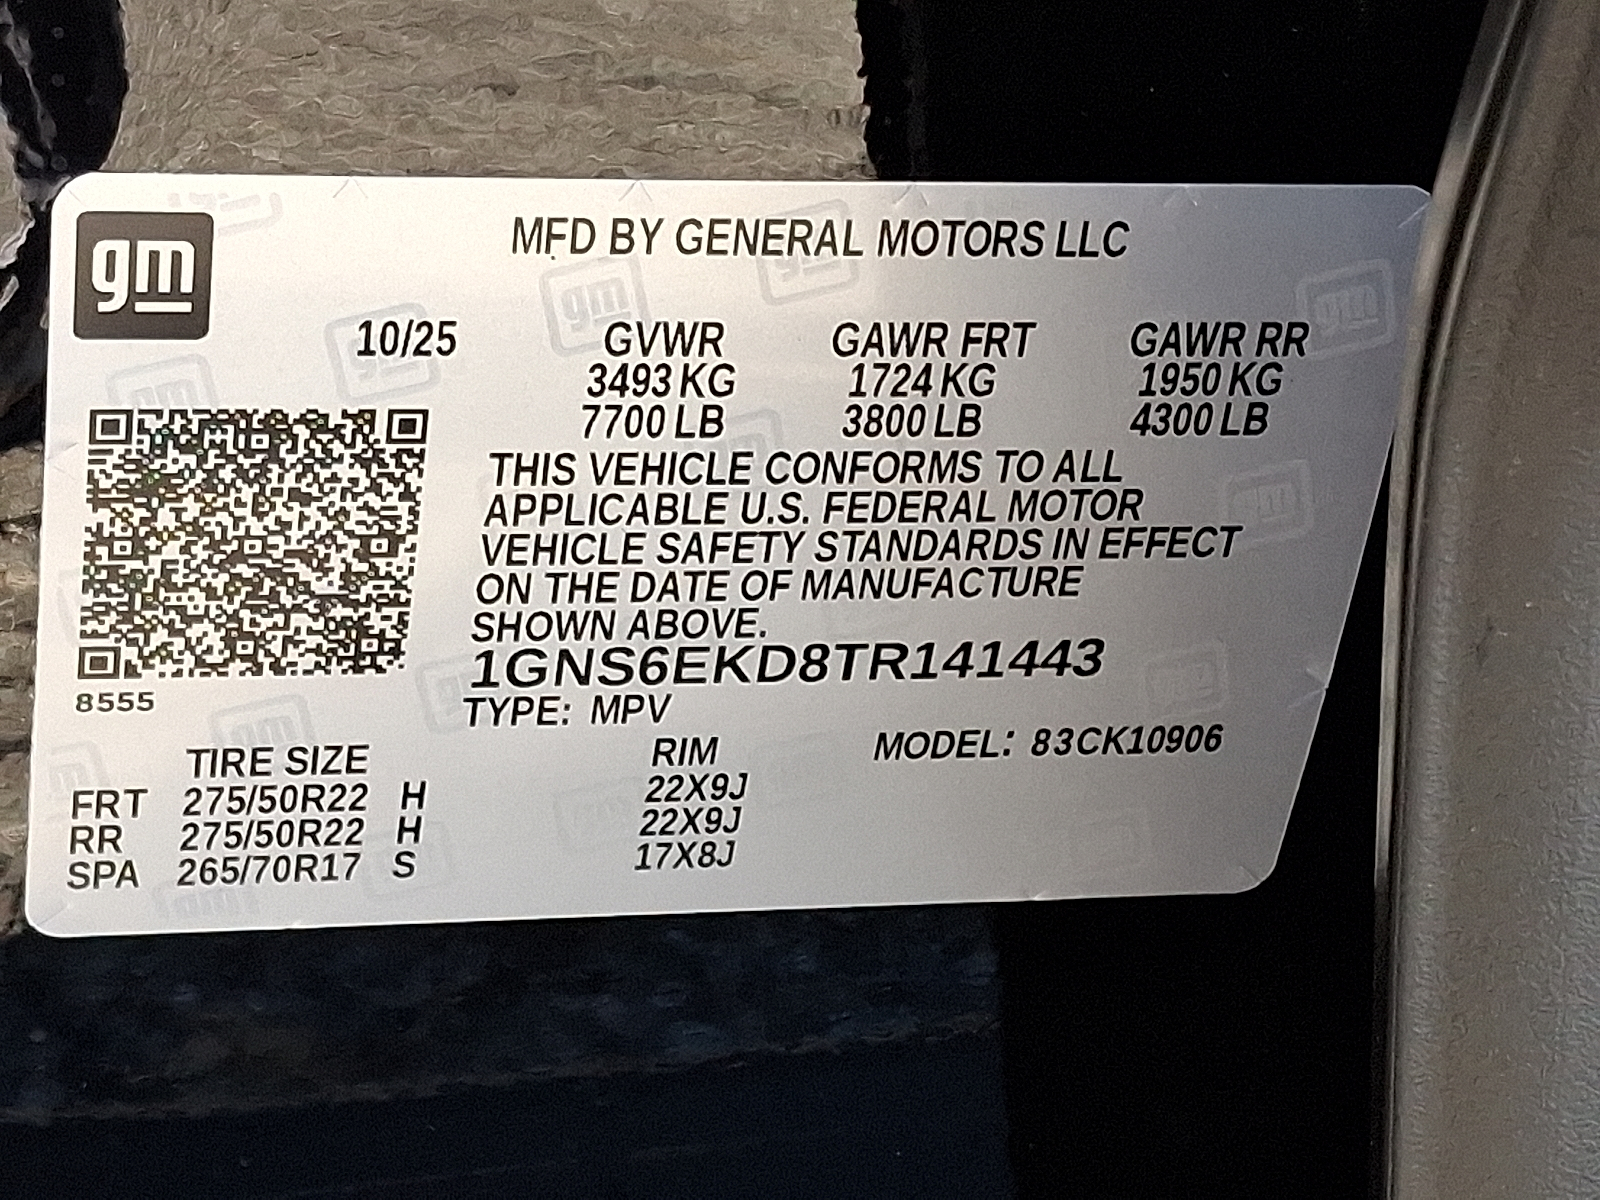 gm
MFD BY GENERAL MOTORS LLC
10/25 GVWR GAWR FRT GAWR RR
3493 KG 1724 KG 1950 KG
7700 LB 3800 LB 4300 LB
THIS VEHICLE CONFORMS TO ALL
APPLICABLE U.S. FEDERAL MOTOR
VEHICLE SAFETY STANDARDS IN EFFECT
ON THE DATE OF MANUFACTURE
SHOWN ABOVE.
1GNS6EKD8TR141443
8555
TYPE: MPV
MODEL: 83CK10906
TIRE SIZE RIM
FRT 275/50R22 H 22X9J
RR 275/50R22 H 22X9J
SPA 265/70R17 S 17X8J